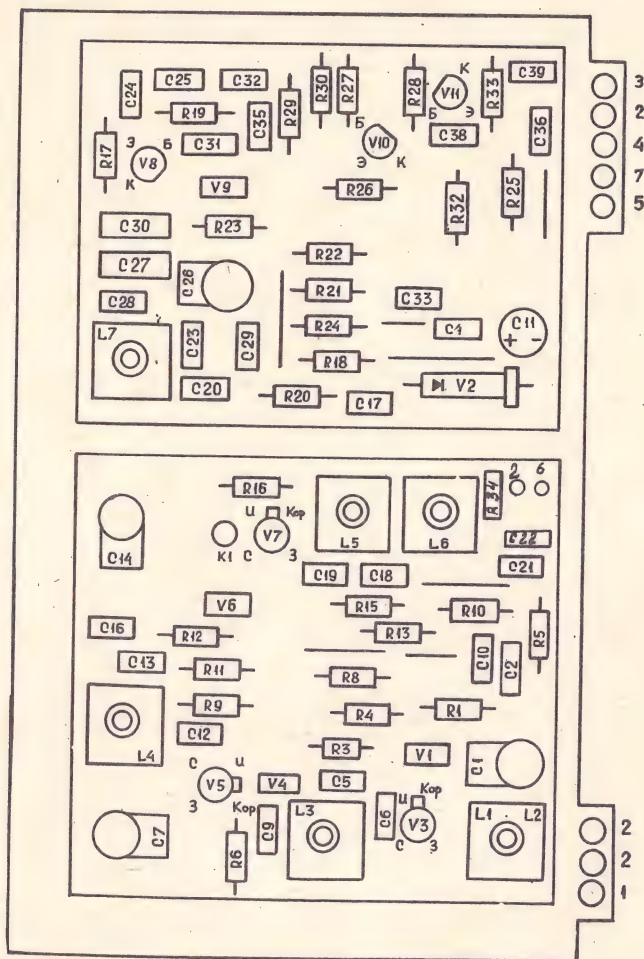 C24
C25
C32
R19
R29
R30
R27
R28
К
V11
Б
Э
R33
C39
3
2
4
7
5
R17
Э
V8
Б
К
C31
C35
Б
V10
Э
К
C38
C36
V9
R26
R32
R25
C30
R23
C27
R22
C28
C26
R21
C33
C11
+ -
L7
C23
C29
R24
C4
R18
V2
C20
R20
C17
R16
И
Кор
V7
К1
С
З
L5
L6
R34
2
6
C14
C22
C19
C18
C21
V6
R15
R10
C16
R12
R13
R5
C13
R11
C10
C2
R8
R9
R4
R1
C12
L4
R3
V1
С
И
V5
З
Кор
V4
C5
C1
C7
C9
R6
L3
C6
И
Кор
V3
С
З
L1
L2
2
2
1